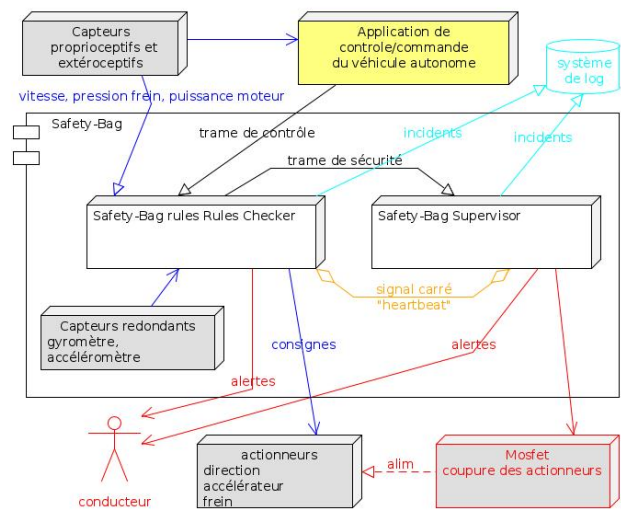 Capteurs
proprioceptifs et
extéroceptifs
Application de
controle/commande
du véhicule autonome
système
de log
vitesse, pression frein, puissance moteur
Safety-Bag
trame de contrôle
incidents
incidents
trame de sécurité
Safety-Bag rules Rules Checker
Safety-Bag Supervisor
signal carré
"heartbeat"
Capteurs redondants
gyromètre,
accéléromètre
consignes
alertes
alertes
conducteur
actionneurs
direction
accélérateur
frein
alim
Mosfet
coupure des actionneurs